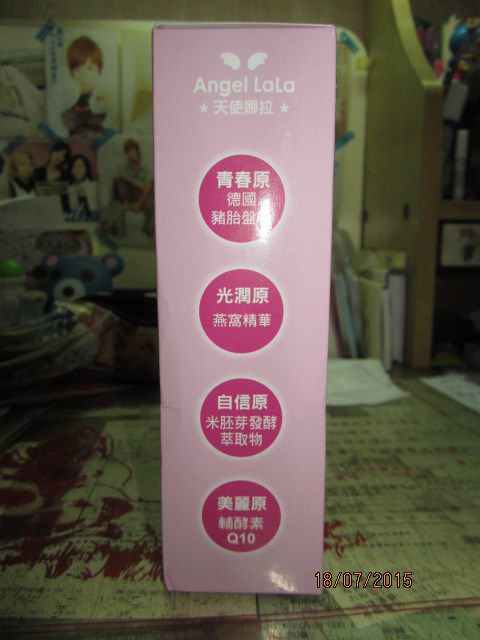 Angel LaLa
★ 天使娜拉 ★
青春原
德國
豬胎盤
光潤原
燕窩精華
自信原
米胚芽發酵
萃取物
美麗原
輔酵素
Q10
18/07/2015